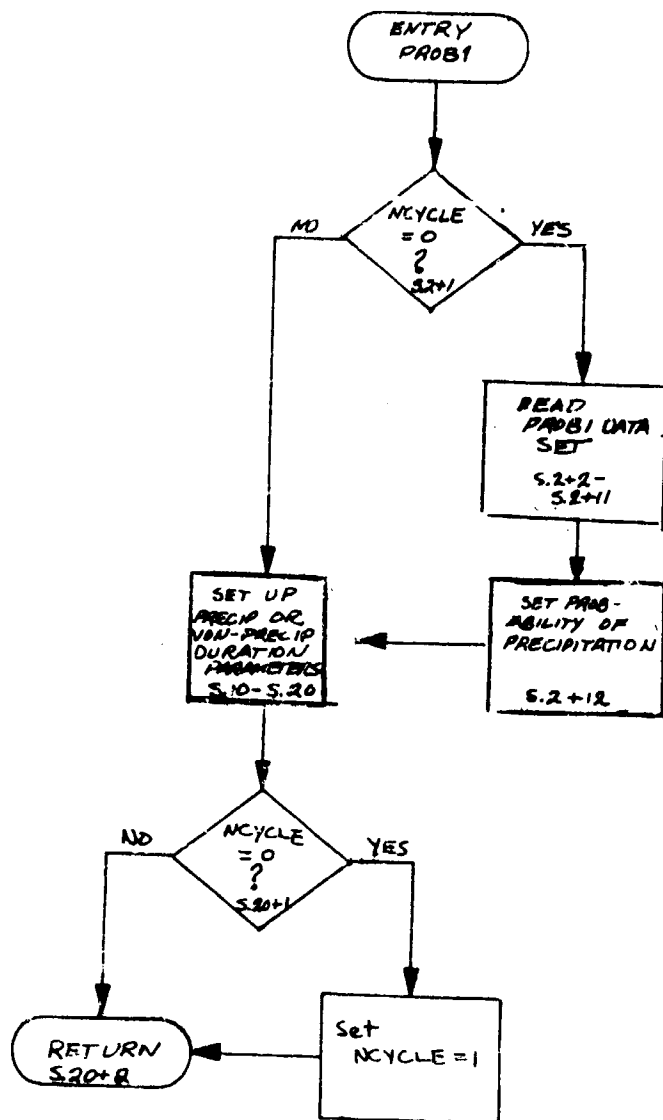 ENTRY
PROB1
NCYCLE
= 0
?
S.2+1
NO
YES
READ
PROB1 DATA
SET
S.2+2-
S.2+11
SET UP
PRECIP OR
NON-PRECIP
DURATION
PARAMETERS
S.10-S.20
SET PROB-
ABILITY OF
PRECIPITATION
S.2+12
NCYCLE
= 0
?
S.20+1
NO
YES
Set
NCYCLE = 1
RETURN
S.20+2